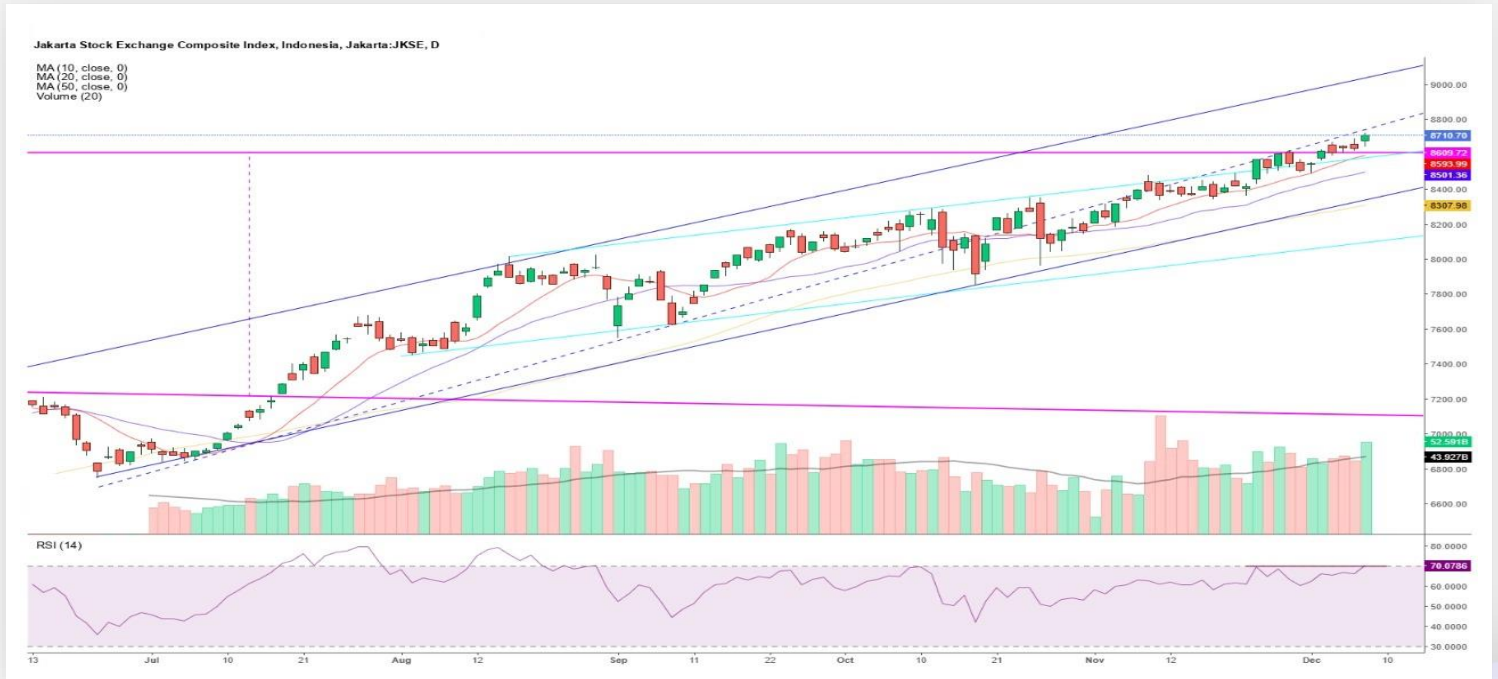 Jakarta Stock Exchange Composite Index, Indonesia, Jakarta:JKSE, D
MA (10, close, 0)
MA (20, close, 0)
MA (50, close, 0)
Volume (20)
9000.00
8800.00
8710.70
8609.72
8593.99
8501.36
8400.00
8307.98
8200.00
8000.00
7800.00
7600.00
7400.00
7200.00
7000.00
52.591B
43.927B
6800.00
6600.00
RSI (14)
80.0000
70.0786
60.0000
50.0000
40.0000
30.0000
13 Jul 10 21 Aug 12 Sep 11 22 Oct 10 21 Nov 12 Dec 10